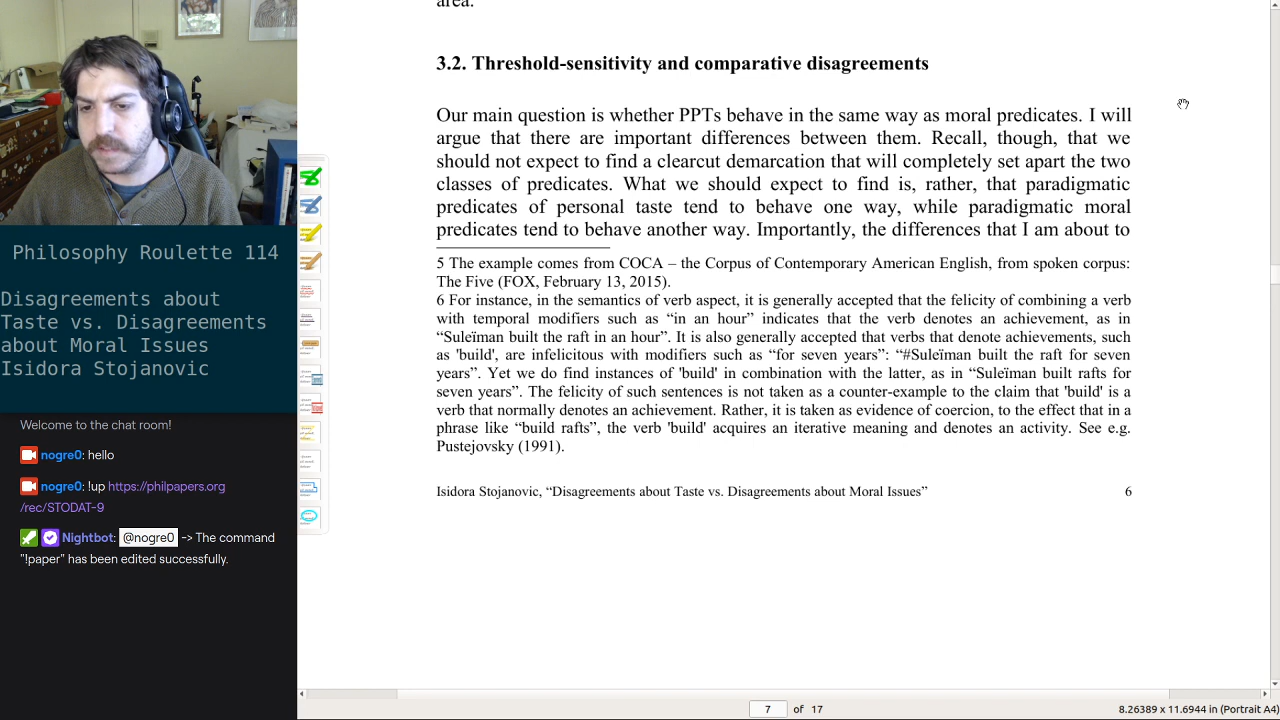 area.
3.2. Threshold-sensitivity and comparative disagreements
Our main question is whether PPTs behave in the same way as moral predicates. I will
argue that there are important differences between them. Recall, though, that we
should not expect to find a clearcut demarcation that will completely set apart the two
classes of predicates. What we should expect to find is, rather, that paradigmatic
predicates of personal taste tend to behave one way, while paradigmatic moral
predicates tend to behave another way. Importantly, the differences that I am about to
5 The example comes from COCA – the Corpus of Contemporary American English, from spoken corpus:
The Five (FOX, February 13, 2017).
6 For instance, in the semantics of verb aspect, it is generally accepted that the felicity of combining a verb
with temporal modifiers such as 'in an hour' indicates that the verb denotes an achievement, as in
“Suleïman built the raft in an hour”. It is also generally accepted that verbs that denote achievements, such
as 'build', are infelicitous with modifiers such as “for seven years”: “#Suleïman built the raft for seven
years”. Yet we do find instances of 'build' in combination with the latter, as in “Suleïman built rafts for
seven years”. The felicity of such sentences is not taken as a counter-example to the claim that 'build' is a
verb that normally denotes an achievement. Rather, it is taken as evidence of coercion, to the effect that in a
phrase like “build rafts”, the verb 'build' acquires an iterative meaning and denotes an activity. See e.g.
Pustejovsky (1991).
Isidora Stojanovic, “Disagreements about Taste vs. Disagreements about Moral Issues”
6
Philosophy Roulette 114
Disagreements about
Taste vs. Disagreements
about Moral Issues
Isidora Stojanovic
Welcome to the chat room!
nogre0: hello
nogre0: !up https://philpapers.org
/rec/STODAT-9
Nightbot: @nogre0 -> The command
"!paper" has been edited successfully.
7 of 17
8.26389 x 11.6944 in (Portrait A4)